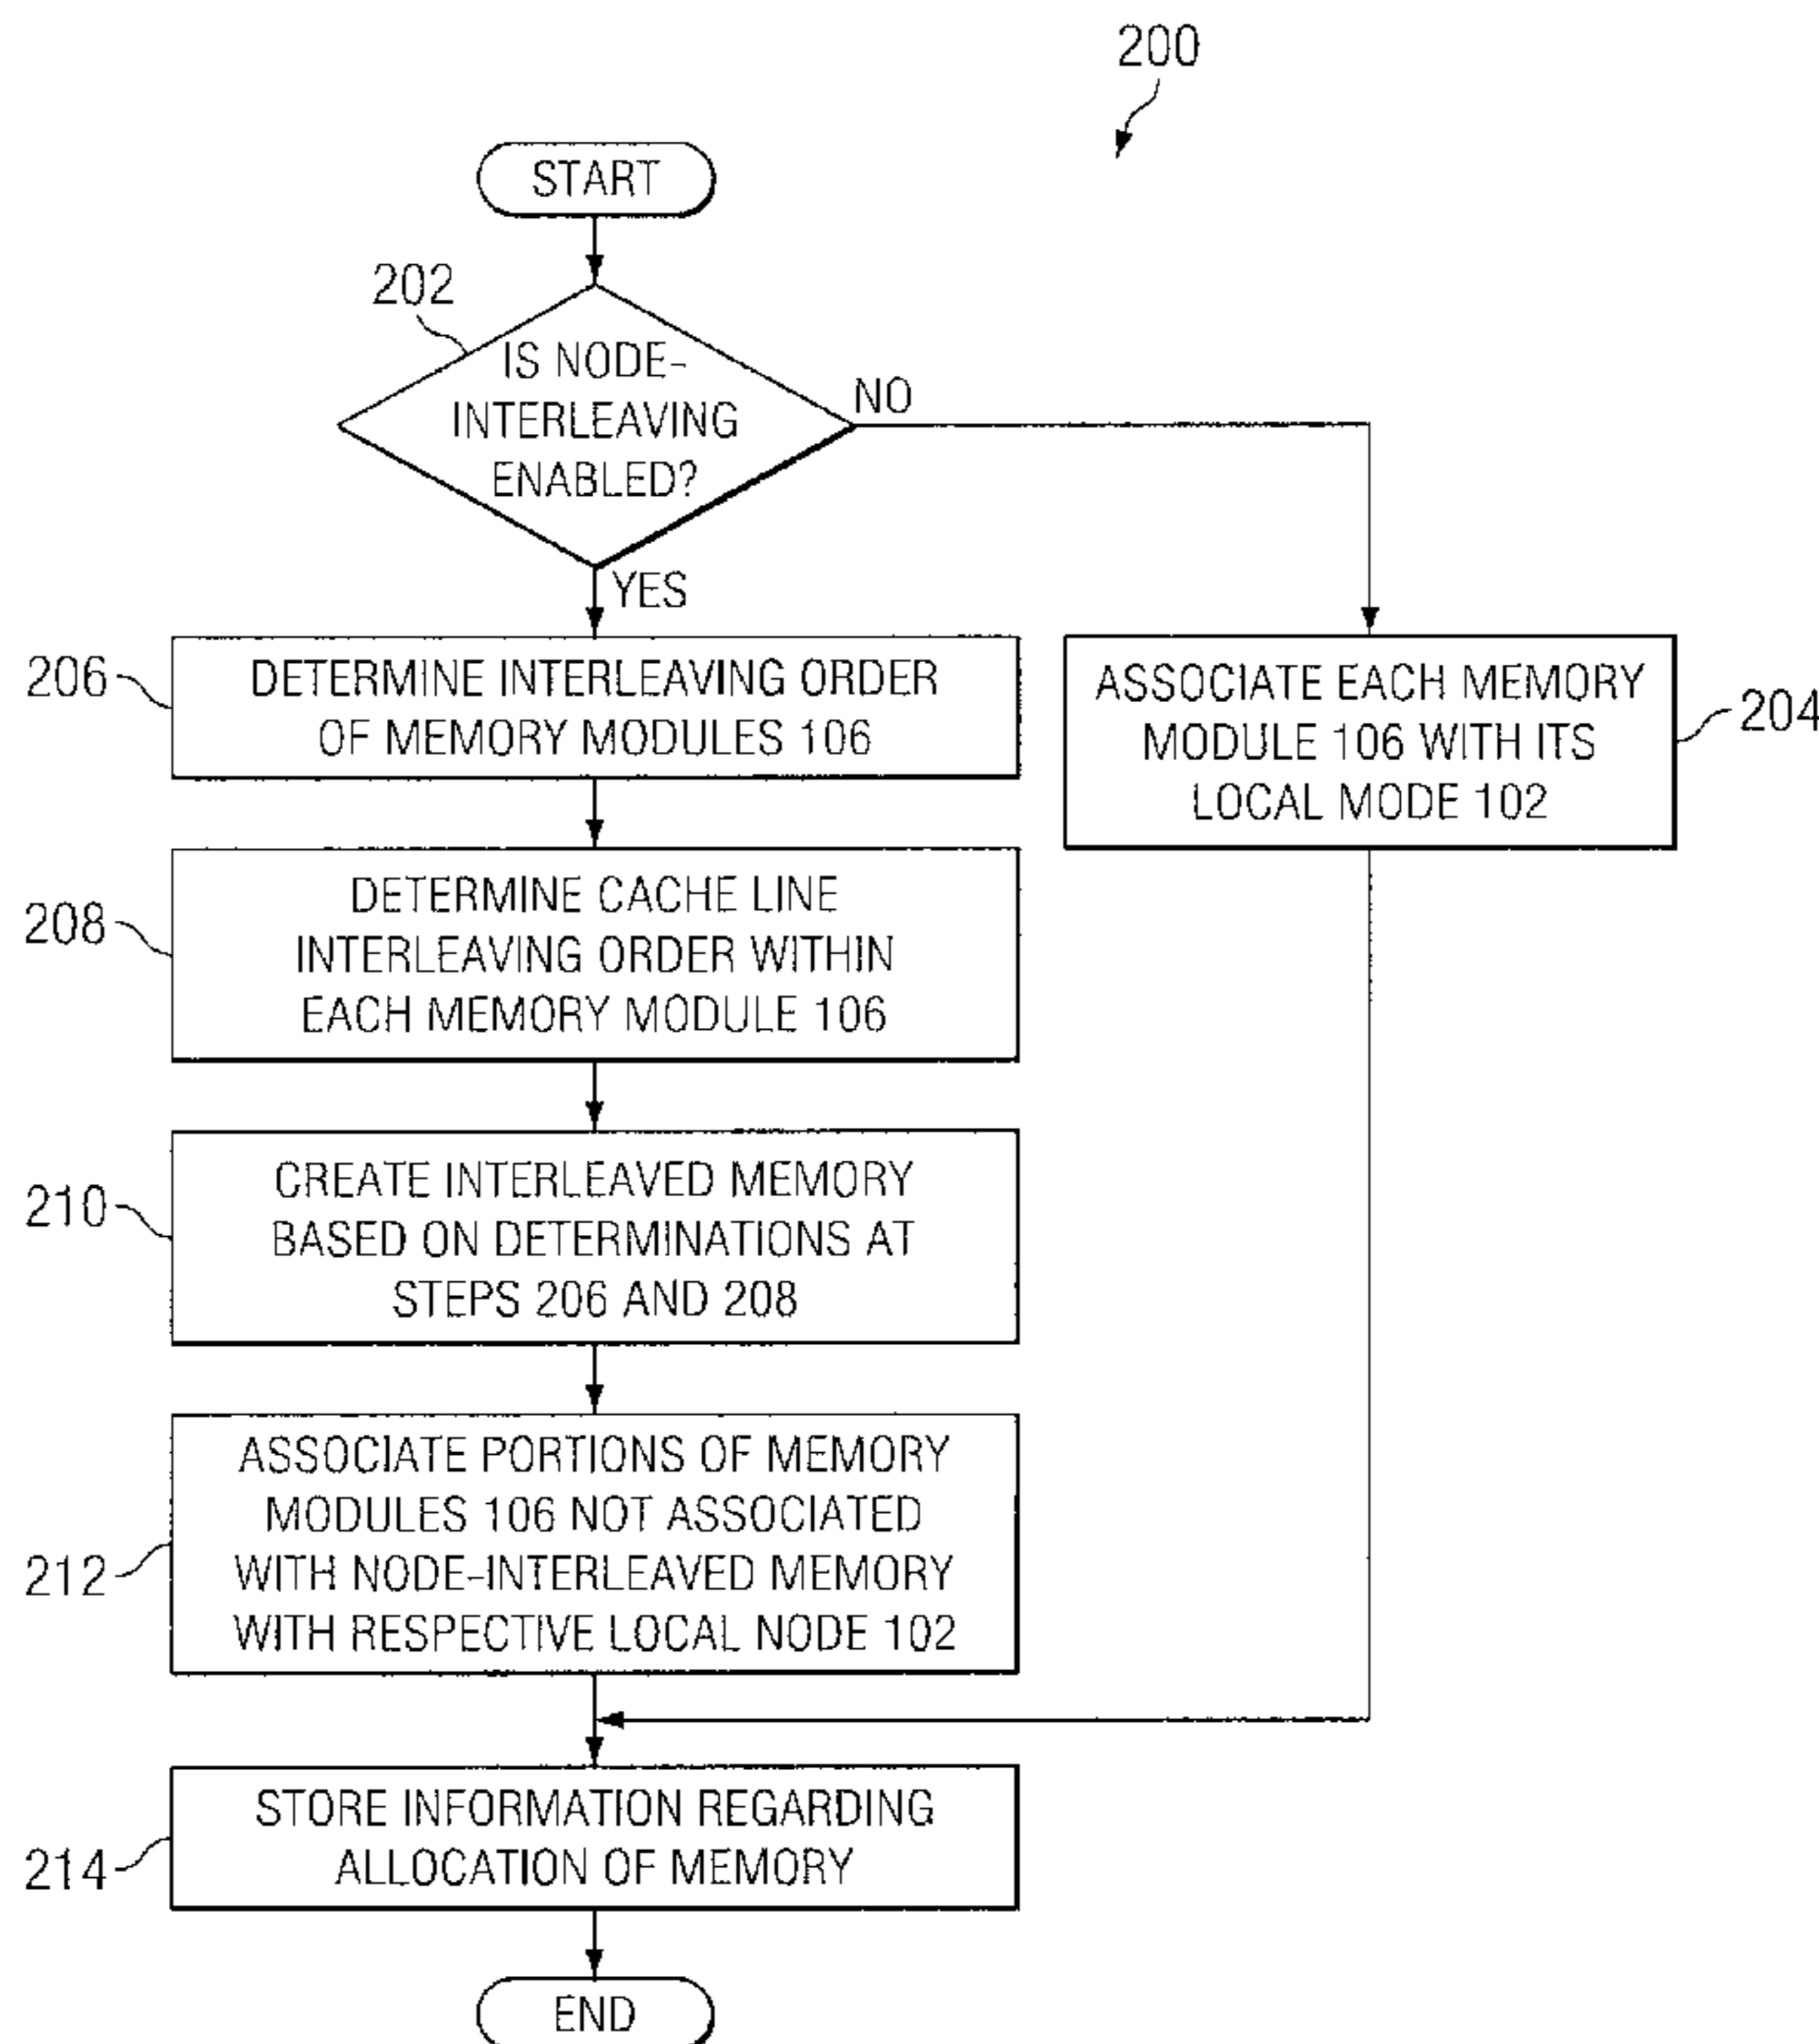 200
START
202
IS NODE-
INTERLEAVING
ENABLED?
NO
YES
206
DETERMINE INTERLEAVING ORDER
OF MEMORY MODULES 106
ASSOCIATE EACH MEMORY
MODULE 106 WITH ITS
LOCAL MODE 102
204
208
DETERMINE CACHE LINE
INTERLEAVING ORDER WITHIN
EACH MEMORY MODULE 106
210
CREATE INTERLEAVED MEMORY
BASED ON DETERMINATIONS AT
STEPS 206 AND 208
212
ASSOCIATE PORTIONS OF MEMORY
MODULES 106 NOT ASSOCIATED
WITH NODE-INTERLEAVED MEMORY
WITH RESPECTIVE LOCAL NODE 102
214
STORE INFORMATION REGARDING
ALLOCATION OF MEMORY
END